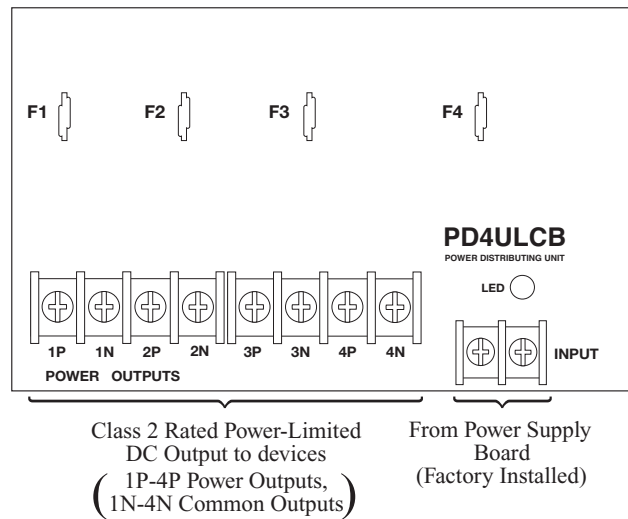 F1 F2 F3 F4
PD4ULCB
POWER DISTRIBUTING UNIT
LED
1P 1N 2P 2N 3P 3N 4P 4N
INPUT
POWER OUTPUTS
Class 2 Rated Power-Limited
DC Output to devices
(1P-4P Power Outputs,
1N-4N Common Outputs)
From Power Supply
Board
(Factory Installed)